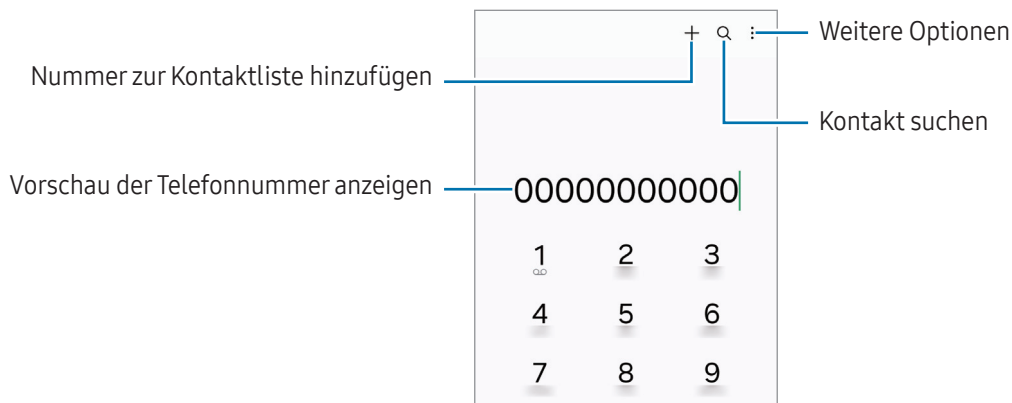 Weitere Optionen
Nummer zur Kontaktliste hinzufügen
Kontakt suchen
Vorschau der Telefonnummer anzeigen
00000000000
1 2 3
4 5 6
7 8 9